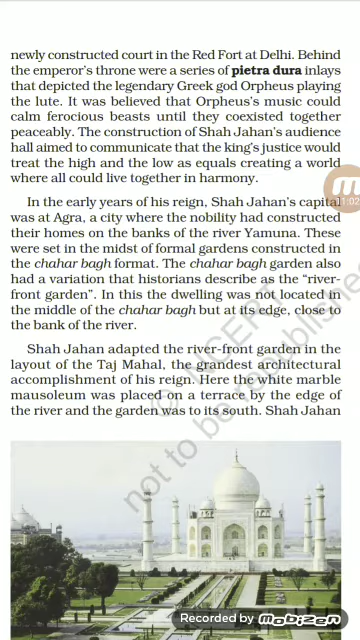 newly constructed court in the Red Fort at Delhi. Behind
the emperor's throne were a series of pietra dura inlays
that depicted the legendary Greek god Orpheus playing
the lute. It was believed that Orpheus's music could
calm ferocious beasts until they coexisted together
peaceably. The construction of Shah Jahan's audience
hall aimed to communicate that the king's justice would
treat the high and the low as equals creating a world
where all could live together in harmony.
In the early years of his reign, Shah Jahan's capital
was at Agra, a city where the nobility had constructed
their homes on the banks of the river Yamuna. These
were set in the midst of formal gardens constructed in
the chahar bagh format. The chahar bagh garden also
had a variation that historians describe as the "river-
front garden". In this the dwelling was not located in
the middle of the chahar bagh but at its edge, close to
the bank of the river.
Shah Jahan adapted the river-front garden in the
layout of the Taj Mahal, the grandest architectural
accomplishment of his reign. Here the white marble
mausoleum was placed on a terrace by the edge of
the river and the garden was to its south. Shah Jahan
11:02
© NCERT
not to be republished
Recorded by mobizen